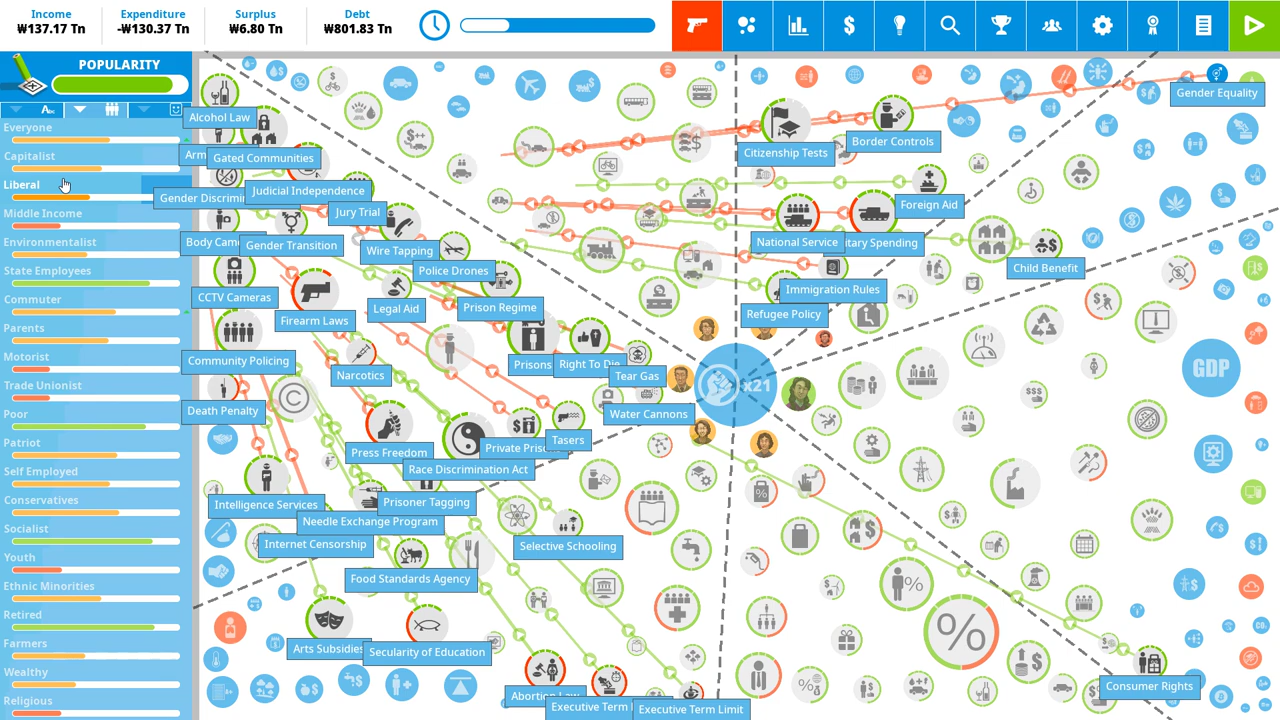 Income
Expenditure
Surplus
Debt
₩137.17 Tn
-₩130.37 Tn
₩6.80 Tn
₩801.83 Tn
POPULARITY
Everyone
Capitalist
Liberal
Middle Income
Environmentalist
State Employees
Commuter
Parents
Motorist
Trade Unionist
Poor
Patriot
Self Employed
Conservatives
Socialist
Youth
Ethnic Minorities
Retired
Farmers
Wealthy
Religious
Gender Equality
Alcohol Law
Border Controls
Citizenship Tests
Gated Communities
Judicial Independence
Gender
Foreign Aid
Jury Trial
National Service
Spending
Body
Gender Transition
Wire Tapping
Police Drones
Child Benefit
CCTV Cameras
Immigration Rules
Prison Regime
Legal Aid
Refugee Policy
Firearm Laws
GDP
Community Policing
Prisons
Right To Die
Narcotics
Tear Gas
x21
Death Penalty
Water Cannons
Tasers
Private
Press Freedom
Race Discrimination Act
Intelligence Services
Prisoner Tagging
Needle Exchange Program
Internet Censorship
Selective Schooling
Food Standards Agency
Arts Subsidies
Secularity of Education
Abortion Law
Consumer Rights
Executive Term
Executive Term Limit